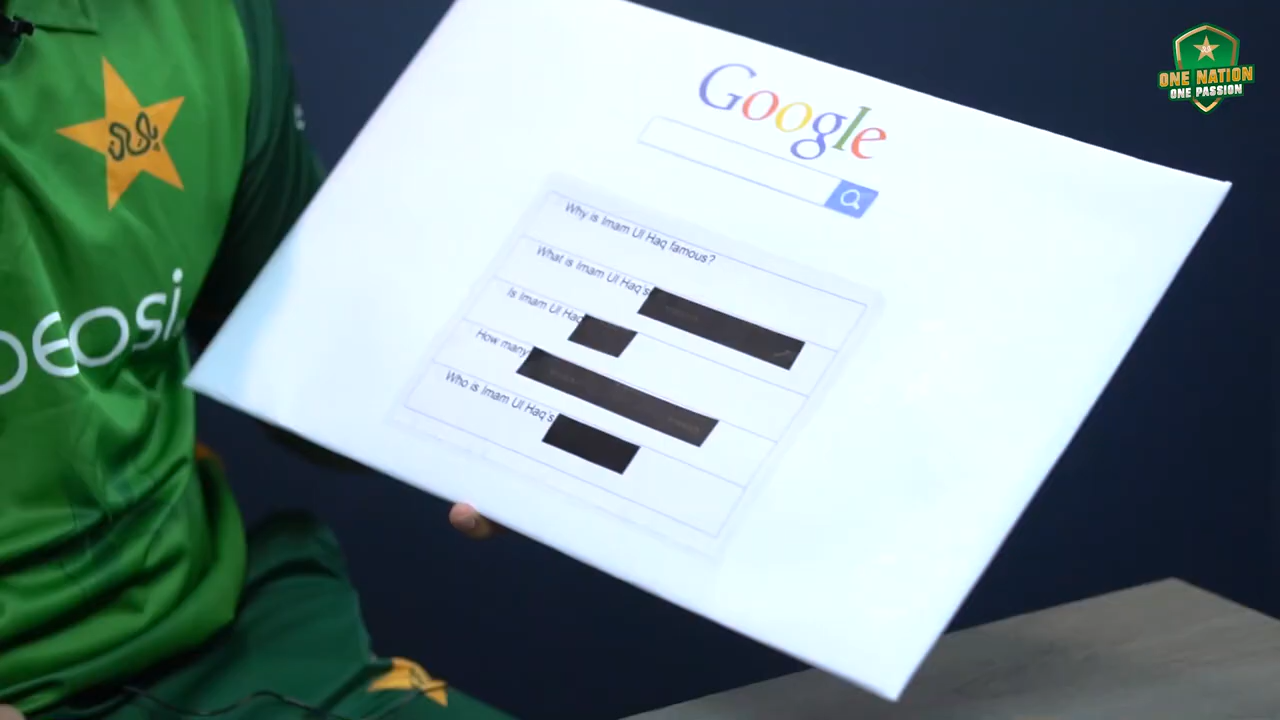 Google
Why is Imam Ul Haq famous?
What is Imam Ul Haq's
Is Imam Ul Haq
How many
Who is Imam Ul Haq's
pepsi
ONE NATION
ONE PASSION